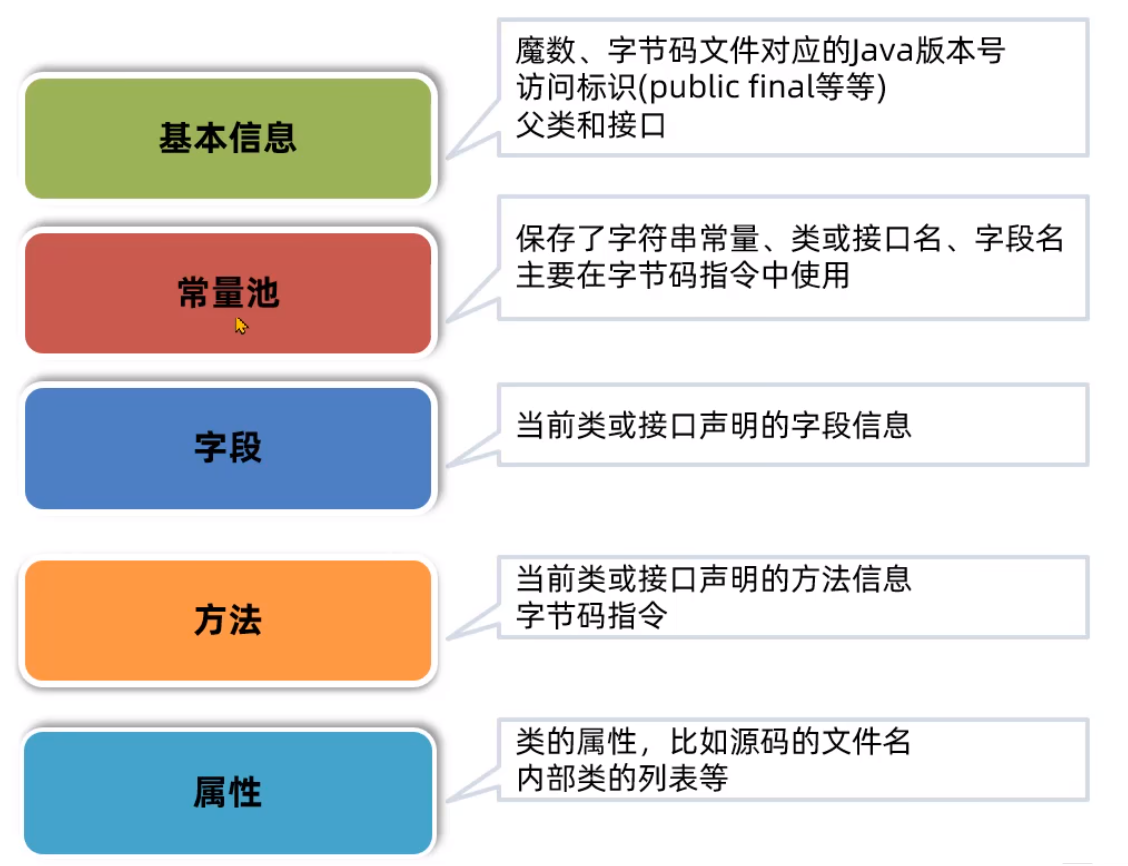 基本信息
魔数、字节码文件对应的Java版本号
访问标识(public final等等)
父类和接口
常量池
保存了字符串常量、类或接口名、字段名
主要在字节码指令中使用
字段
当前类或接口声明的字段信息
方法
当前类或接口声明的方法信息
字节码指令
属性
类的属性，比如源码的文件名
内部类的列表等